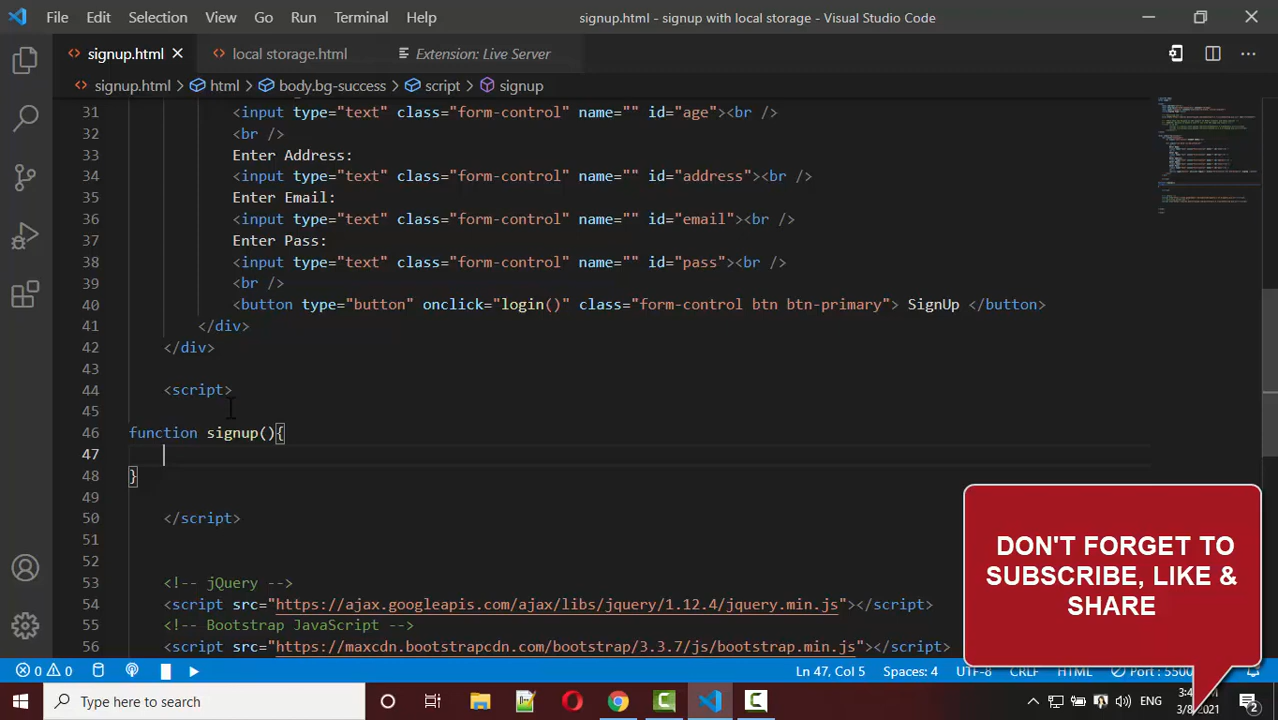 File Edit Selection View Go Run Terminal Help signup.html - signup with local storage - Visual Studio Code
signup.html local storage.html Extension: Live Server
signup.html > html > body.bg-success > script > signup
31 <input type="text" class="form-control" name="" id="age"><br />
32 <br />
33 Enter Address:
34 <input type="text" class="form-control" name="" id="address"><br />
35 Enter Email:
36 <input type="text" class="form-control" name="" id="email"><br />
37 Enter Pass:
38 <input type="text" class="form-control" name="" id="pass"><br />
39 <br />
40 <button type="button" onclick="login()" class="form-control btn btn-primary"> SignUp </button>
41 </div>
42 </div>
43
44 <script>
45
46 function signup(){
47
48 }
49
50 </script>
51
52
53 <!-- jQuery -->
54 <script src="https://ajax.googleapis.com/ajax/libs/jquery/1.12.4/jquery.min.js"></script>
55 <!-- Bootstrap JavaScript -->
56 <script src="https://maxcdn.bootstrapcdn.com/bootstrap/3.3.7/js/bootstrap.min.js"></script>
DON'T FORGET TO
SUBSCRIBE, LIKE &
SHARE
0 0 Ln 47, Col 5 Spaces: 4 UTF-8 CRLF HTML Port : 5500
Type here to search ENG
3/8/2021
2